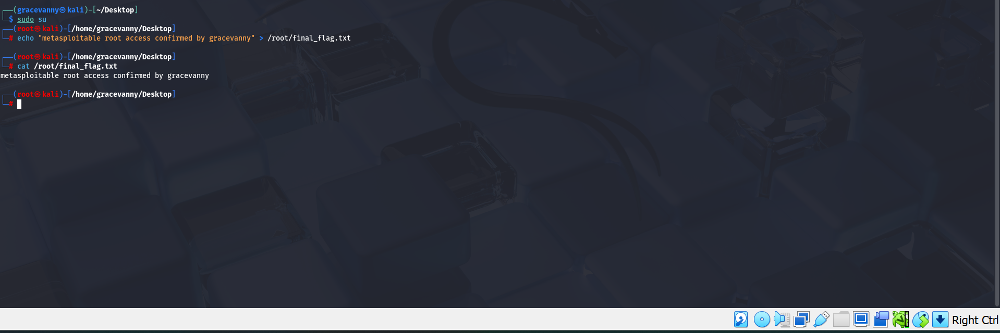 ┌──(gracevanny㉿kali)-[~/Desktop]
└─$ sudo su
┌──(root㉿kali)-[/home/gracevanny/Desktop]
└─# echo "metasploitable root access confirmed by gracevanny" > /root/final_flag.txt
┌──(root㉿kali)-[/home/gracevanny/Desktop]
└─# cat /root/final_flag.txt
metasploitable root access confirmed by gracevanny
┌──(root㉿kali)-[/home/gracevanny/Desktop]
└─#
Right Ctrl